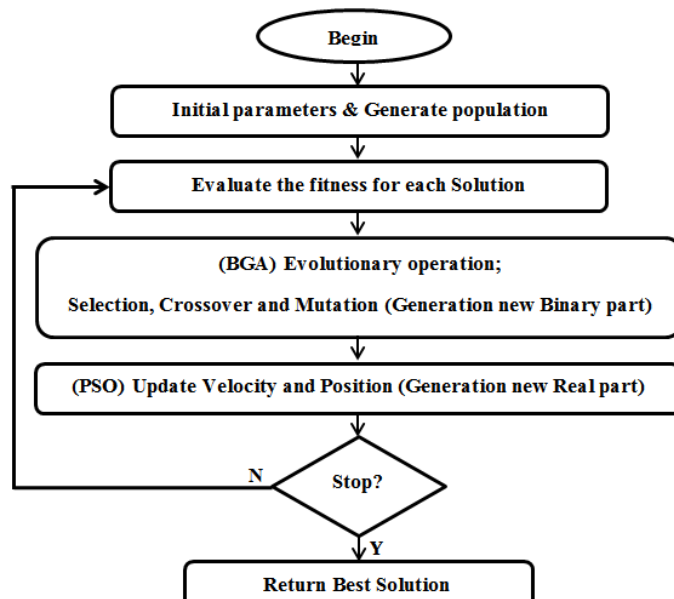 Begin
Initial parameters & Generate population
Evaluate the fitness for each Solution
(BGA) Evolutionary operation;
Selection, Crossover and Mutation (Generation new Binary part)
(PSO) Update Velocity and Position (Generation new Real part)
N
Stop?
Y
Return Best Solution